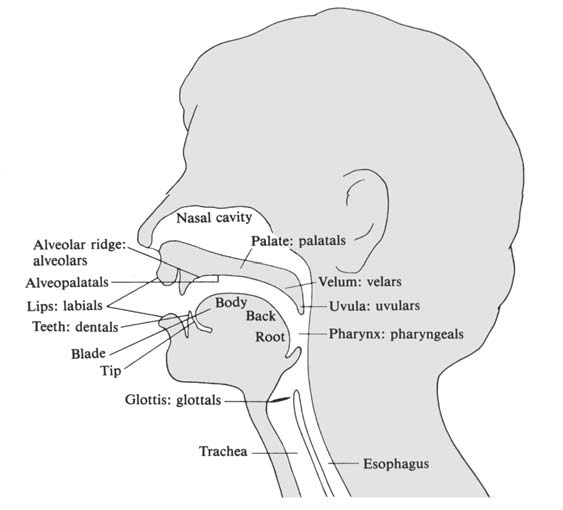 Nasal cavity
Alveolar ridge:
alveolars
Palate: palatals
Alveopalatals
Velum: velars
Lips: labials
Body
Uvula: uvulars
Back
Teeth: dentals
Root
Pharynx: pharyngeals
Blade
Tip
Glottis: glottals
Trachea
Esophagus